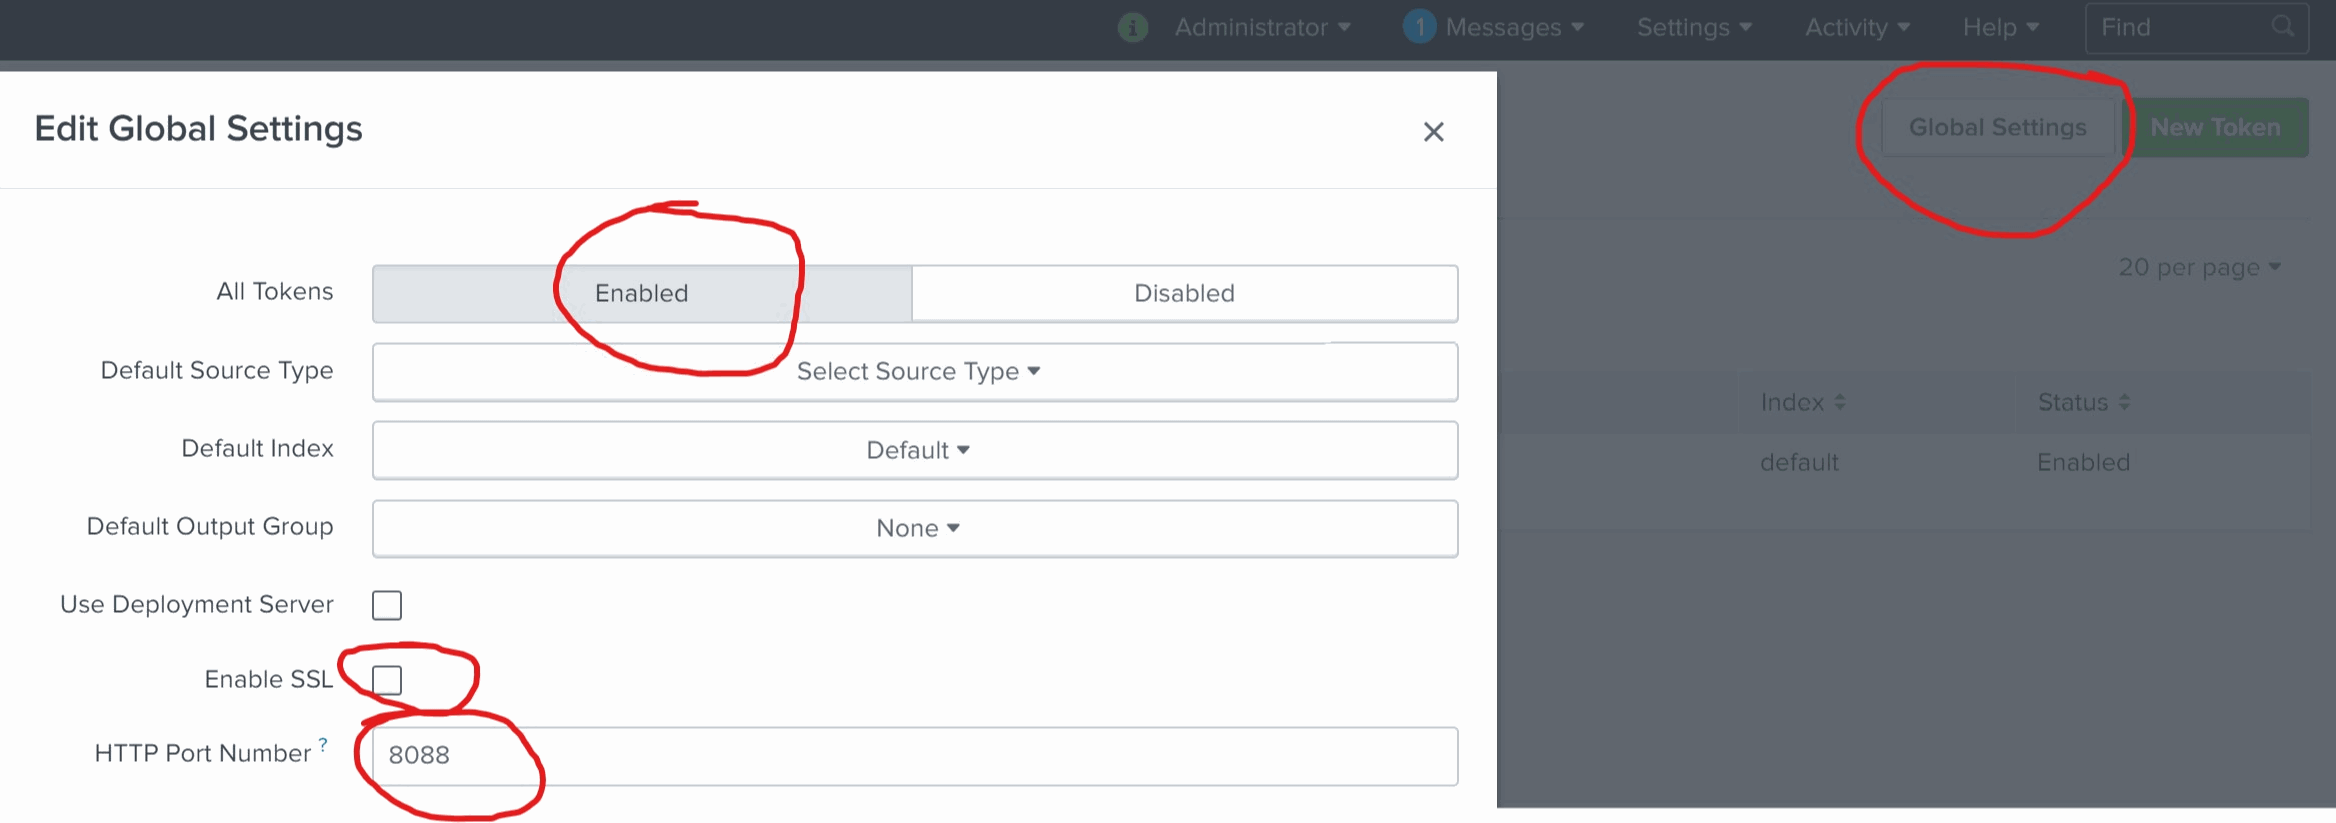 i Administrator 1 Messages Settings Activity Help Find
Edit Global Settings
Global Settings New Token
20 per page
All Tokens Enabled Disabled
Default Source Type Select Source Type
Index Status
Default Index Default
default Enabled
Default Output Group None
Use Deployment Server
Enable SSL
HTTP Port Number ? 8088